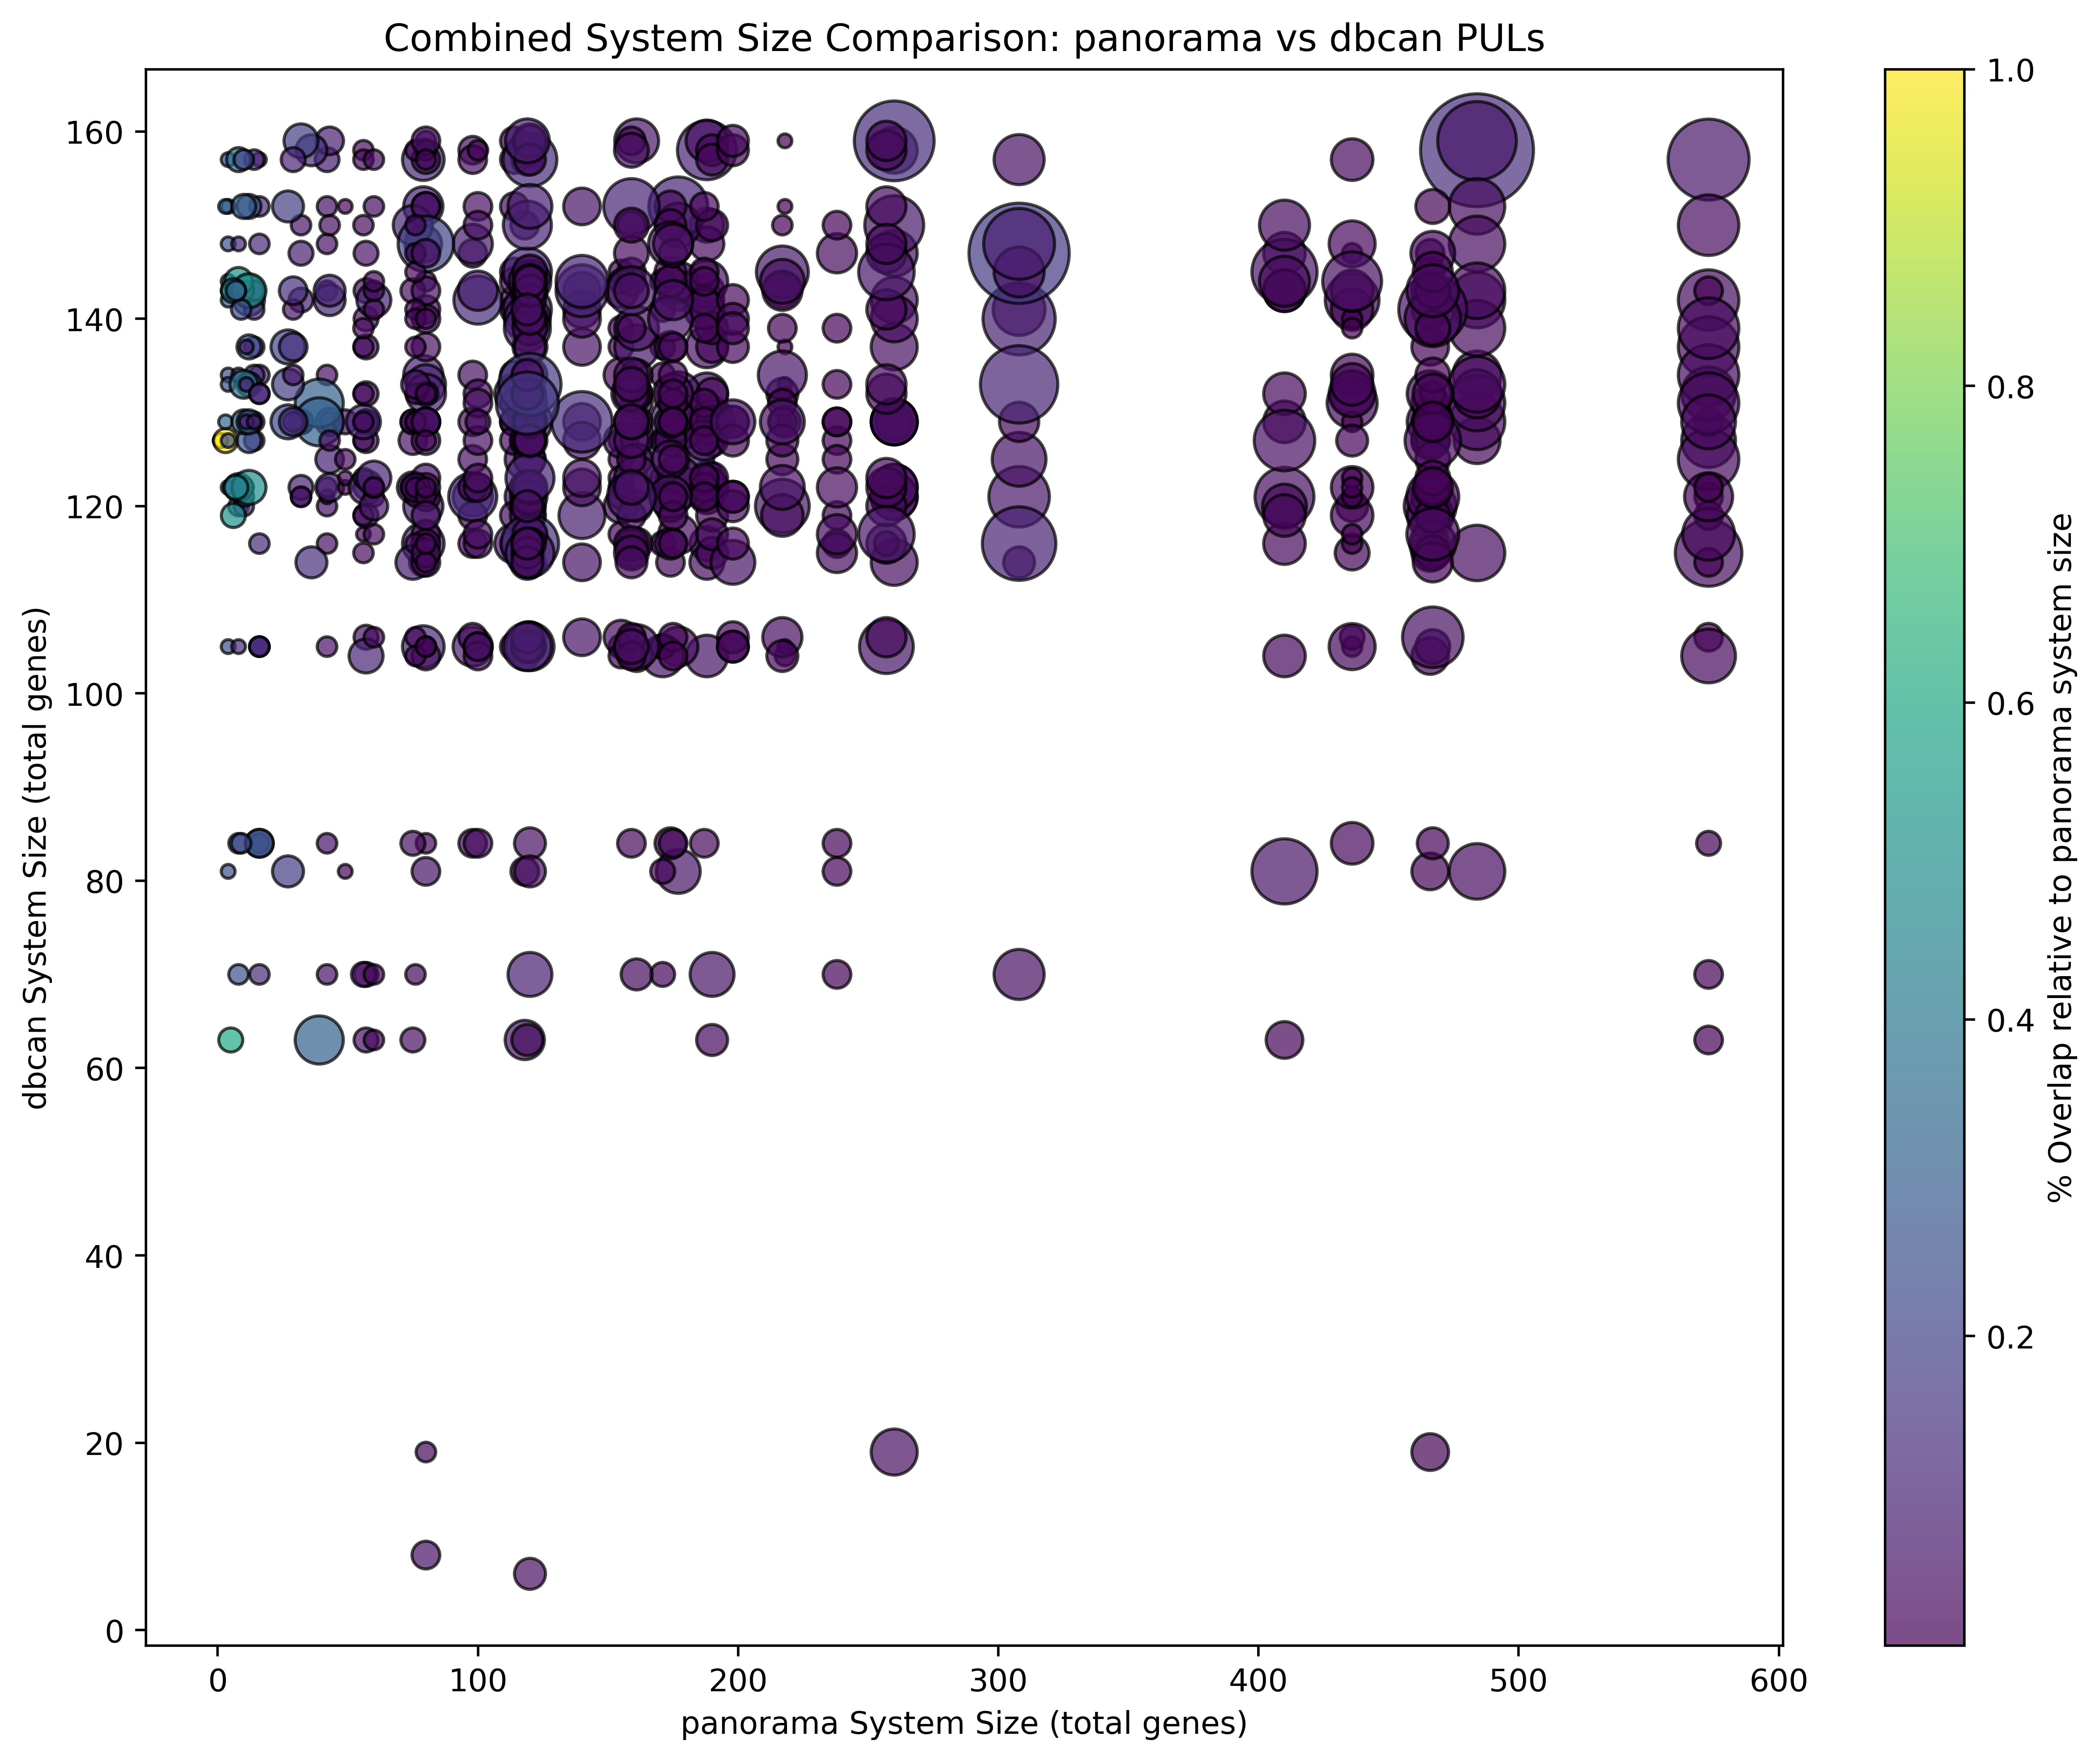 Combined System Size Comparison: panorama vs dbcan PULs
dbcan System Size (total genes)
160
140
120
100
80
60
40
20
0
0 100 200 300 400 500 600
panorama System Size (total genes)
1.0
0.8
0.6
0.4
0.2
% Overlap relative to panorama system size